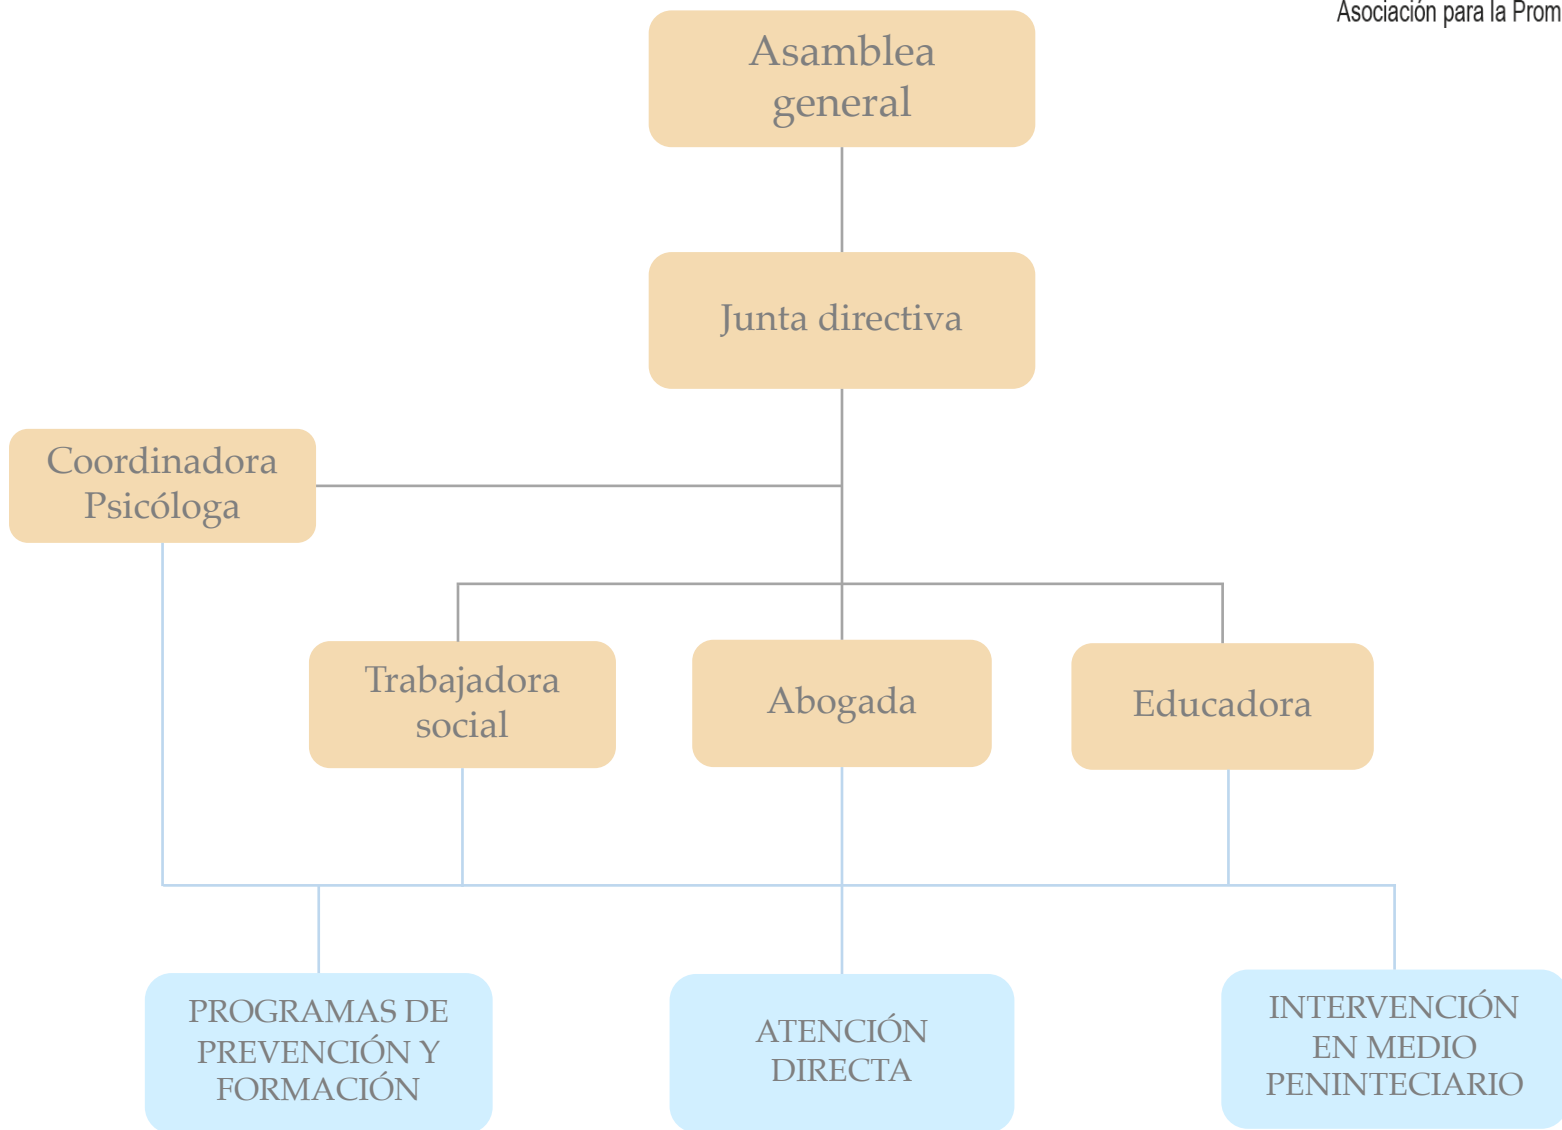 Asociación para la Prom
Asamblea
general
Junta directiva
Coordinadora
Psicóloga
Trabajadora
social
Abogada
Educadora
PROGRAMAS DE
PREVENCIÓN Y
FORMACIÓN
ATENCIÓN
DIRECTA
INTERVENCIÓN
EN MEDIO
PENINTECIARIO